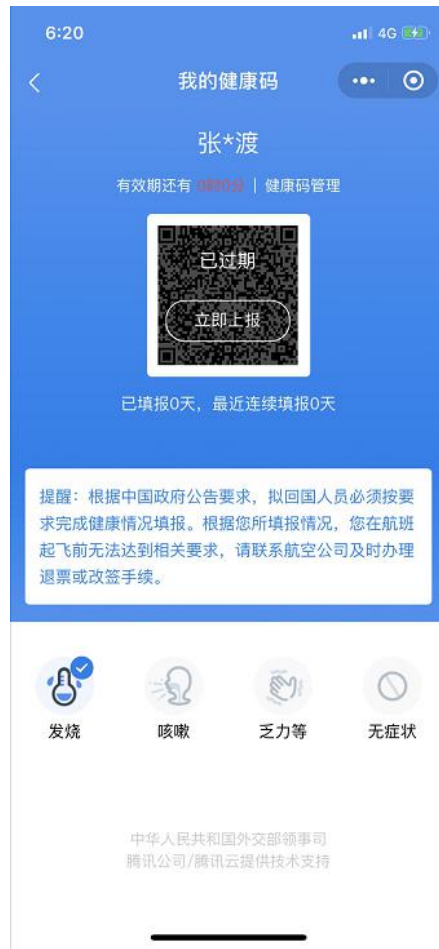 6:20
4G
我的健康码
张*渡
有效期还有 0时0分 | 健康码管理
已过期
立即上报
已填报0天，最近连续填报0天
提醒：根据中国政府公告要求，拟回国人员必须按要
求完成健康情况填报。根据您所填报情况，您在航班
起飞前无法达到相关要求，请联系航空公司及时办理
退票或改签手续。
发烧
咳嗽
乏力等
无症状
中华人民共和国外交部领事司
腾讯公司/腾讯云提供技术支持